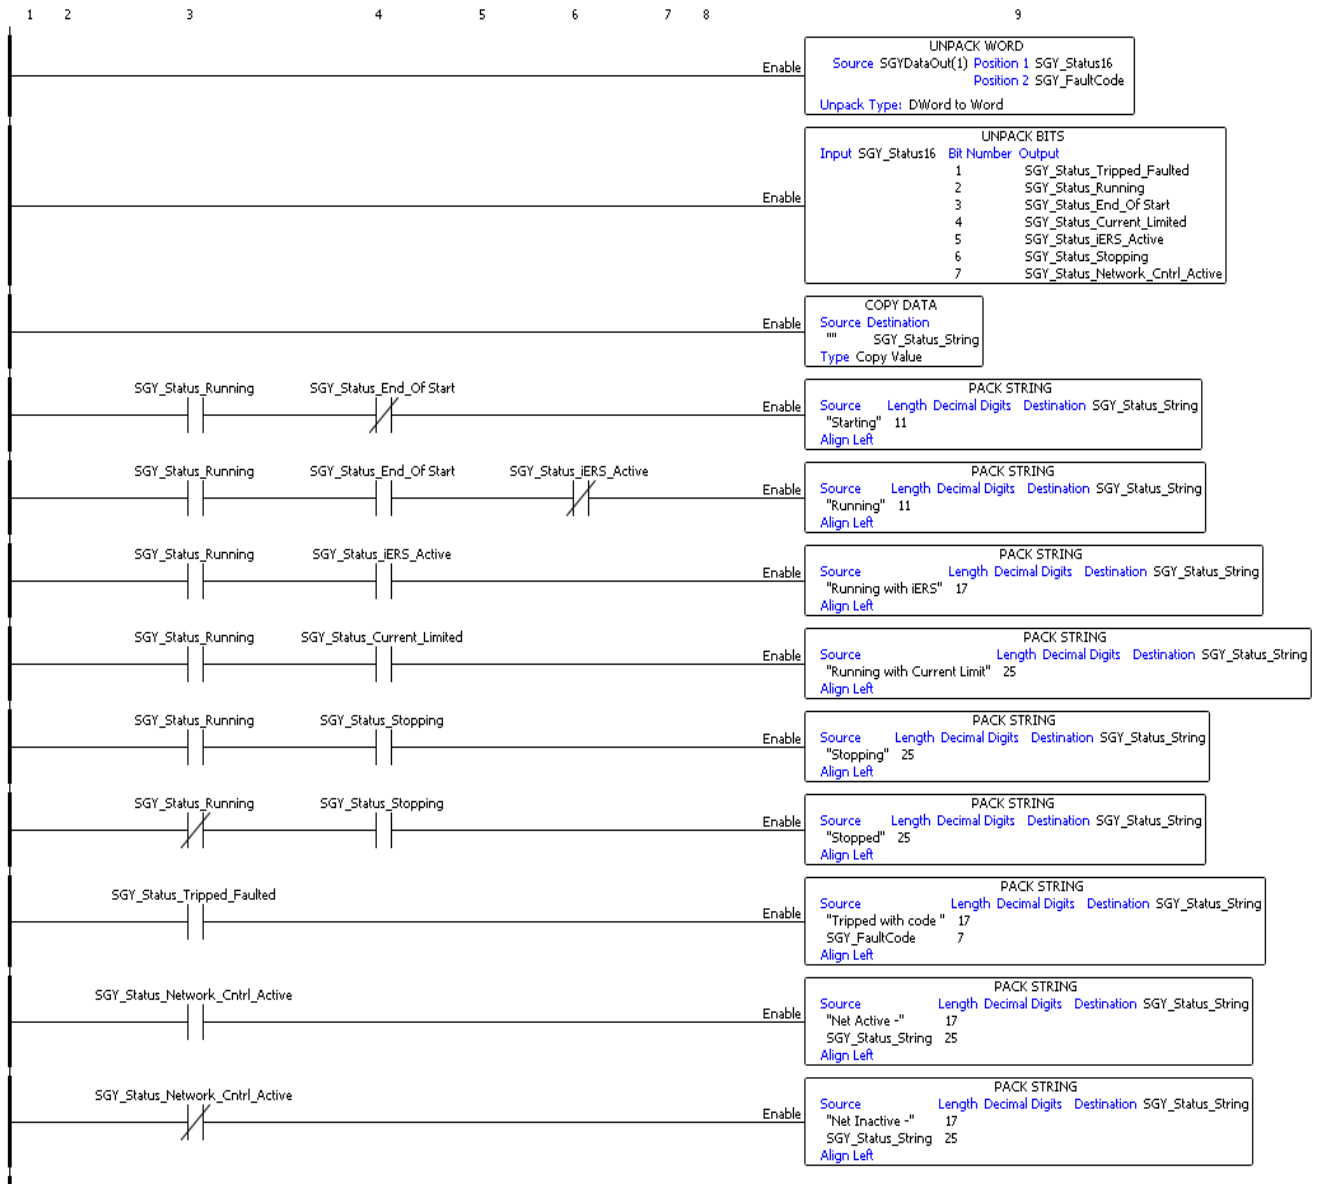 1 2 3 4 5 6 7 8 9
UNPACK WORD
Enable Source SGYDataOut(1) Position 1 SGY_Status16
Position 2 SGY_FaultCode
Unpack Type: DWord to Word
UNPACK BITS
Input SGY_Status16 Bit Number Output
1 SGY_Status_Tripped_Faulted
2 SGY_Status_Running
Enable
3 SGY_Status_End_Of Start
4 SGY_Status_Current_Limited
5 SGY_Status_iERS_Active
6 SGY_Status_Stopping
7 SGY_Status_Network_Cntrl_Active
COPY DATA
Enable Source Destination
"" SGY_Status_String
Type Copy Value
SGY_Status_Running SGY_Status_End_Of Start PACK STRING
Enable Source Length Decimal Digits Destination SGY_Status_String
"Starting" 11
Align Left
SGY_Status_Running SGY_Status_End_Of Start SGY_Status_iERS_Active PACK STRING
Enable Source Length Decimal Digits Destination SGY_Status_String
"Running" 11
Align Left
SGY_Status_Running SGY_Status_iERS_Active PACK STRING
Enable Source Length Decimal Digits Destination SGY_Status_String
"Running with iERS" 17
Align Left
SGY_Status_Running SGY_Status_Current_Limited PACK STRING
Enable Source Length Decimal Digits Destination SGY_Status_String
"Running with Current Limit" 25
Align Left
SGY_Status_Running SGY_Status_Stopping PACK STRING
Enable Source Length Decimal Digits Destination SGY_Status_String
"Stopping" 25
Align Left
SGY_Status_Running SGY_Status_Stopping PACK STRING
Enable Source Length Decimal Digits Destination SGY_Status_String
"Stopped" 25
Align Left
SGY_Status_Tripped_Faulted PACK STRING
Enable Source Length Decimal Digits Destination SGY_Status_String
"Tripped with code " 17
SGY_FaultCode 7
Align Left
SGY_Status_Network_Cntrl_Active PACK STRING
Enable Source Length Decimal Digits Destination SGY_Status_String
"Net Active -" 17
SGY_Status_String 25
Align Left
SGY_Status_Network_Cntrl_Active PACK STRING
Enable Source Length Decimal Digits Destination SGY_Status_String
"Net Inactive -" 17
SGY_Status_String 25
Align Left